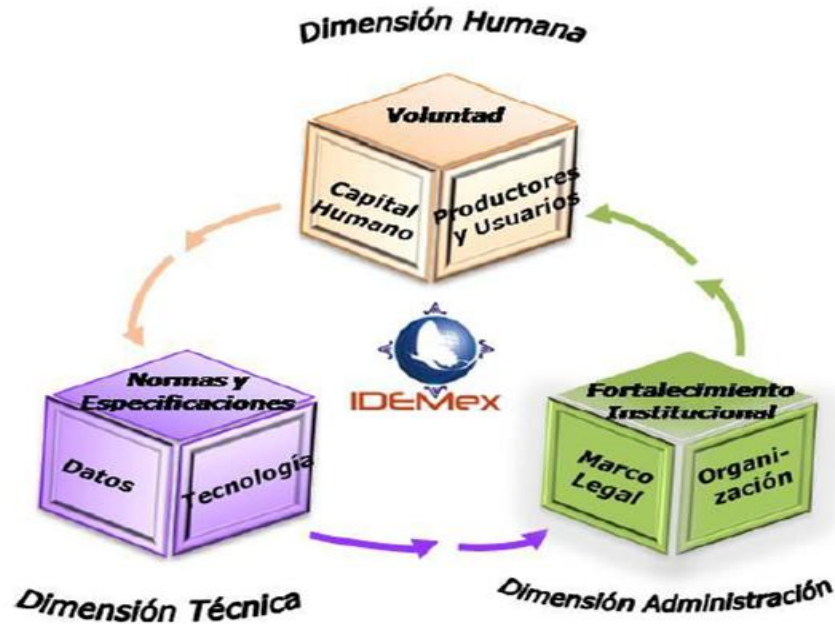 Dimensión Humana
Voluntad
Capital
Humano
Productores
y Usuarios
IDEMex
Normas y
Especificaciones
Datos
Tecnología
Fortalecimiento
Institucional
Marco
Legal
Organi-
zación
Dimensión Técnica
Dimensión Administración